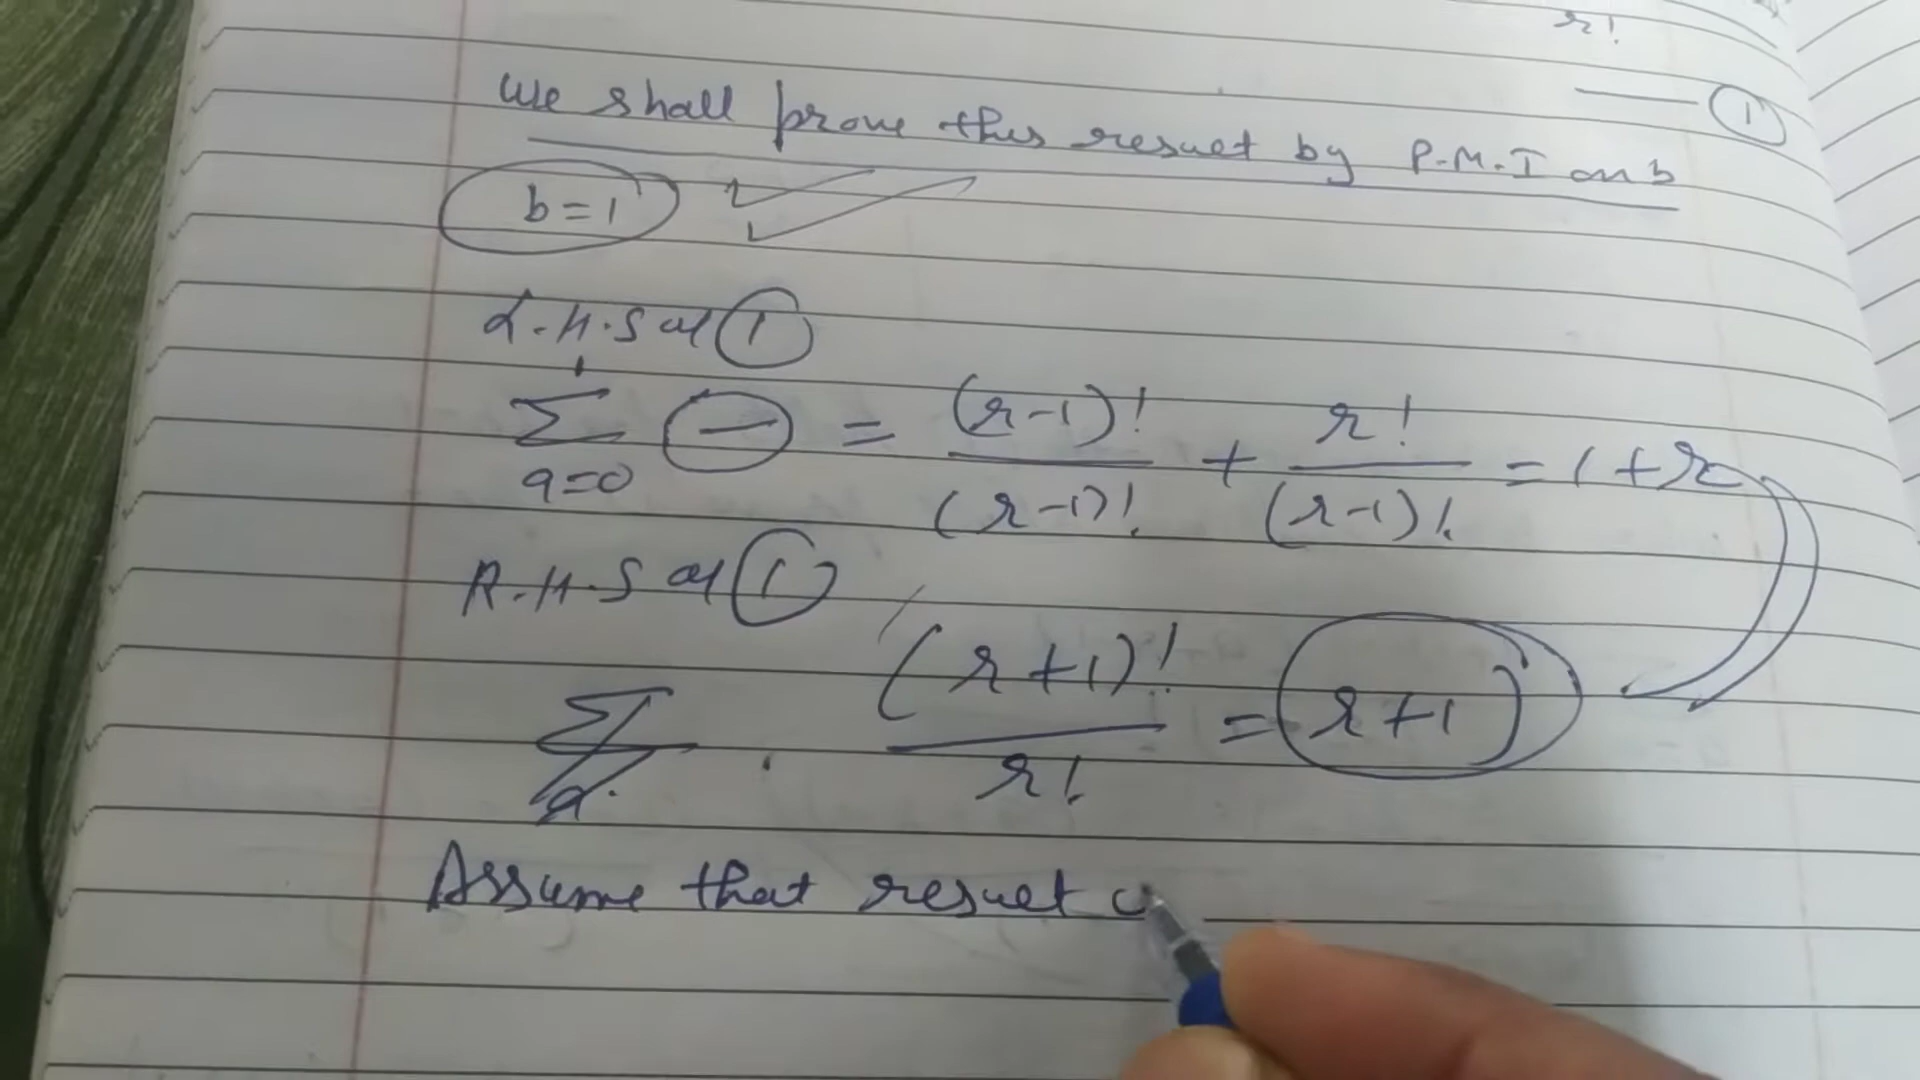 r!
①
We shall prove this result by P.M.I on b
b=1
L.H.S of ①
1
∑ (—) = (r-1)!/(r-1)! + r!/(r-1)! = 1+r
a=0
R.H.S of ①
(r+1)!/r! = r+1
Assume that result